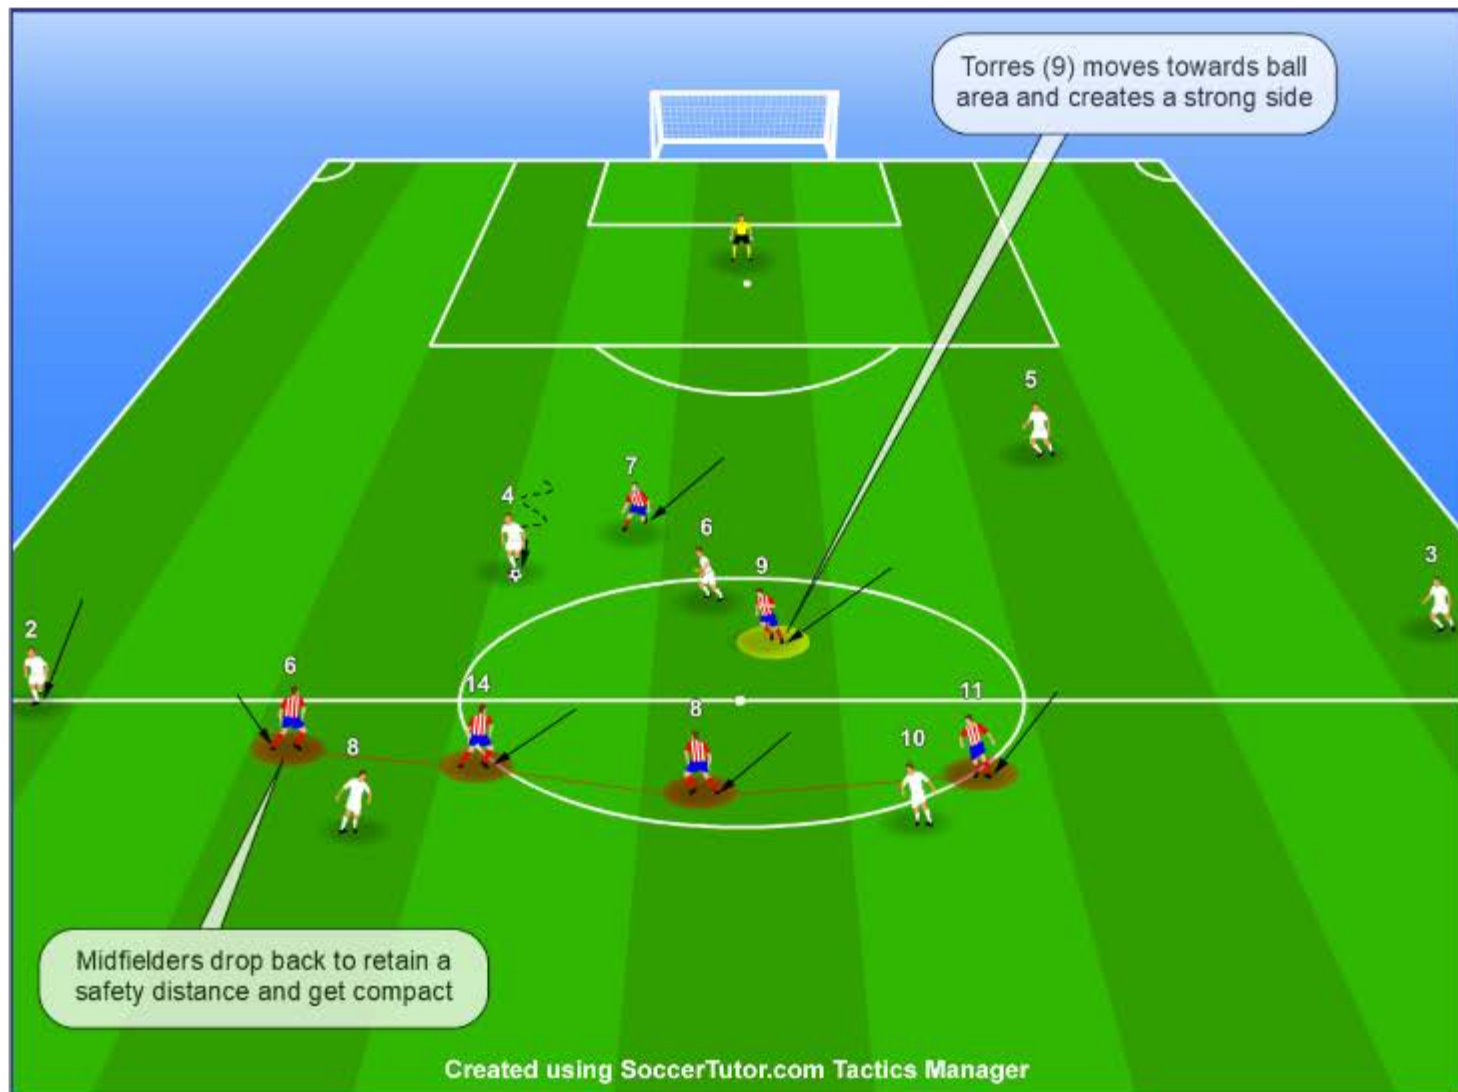 Torres (9) moves towards ball
area and creates a strong side
5
7
4
6
9
3
2
6
14
11
8
10
8
Midfielders drop back to retain a
safety distance and get compact
Created using SoccerTutor.com Tactics Manager